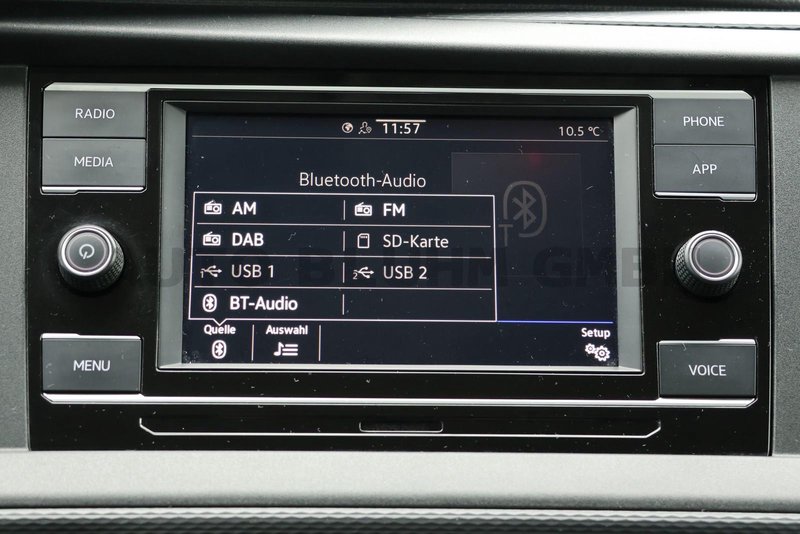 RADIO
MEDIA
MENU
11:57
10.5 °C
Bluetooth-Audio
AM
FM
DAB
SD-Karte
USB 1
USB 2
BT-Audio
Quelle
Auswahl
Setup
PHONE
APP
VOICE